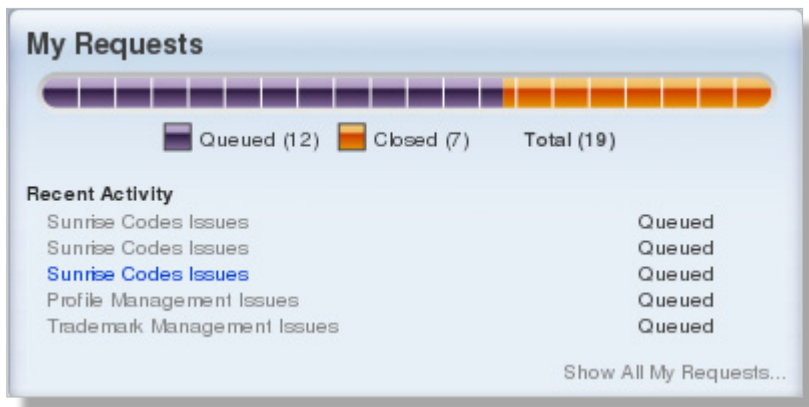 My Requests
Queued (12) Closed (7) Total (19)
Recent Activity
Sunrise Codes Issues Queued
Sunrise Codes Issues Queued
Sunrise Codes Issues Queued
Profile Management Issues Queued
Trademark Management Issues Queued
Show All My Requests...